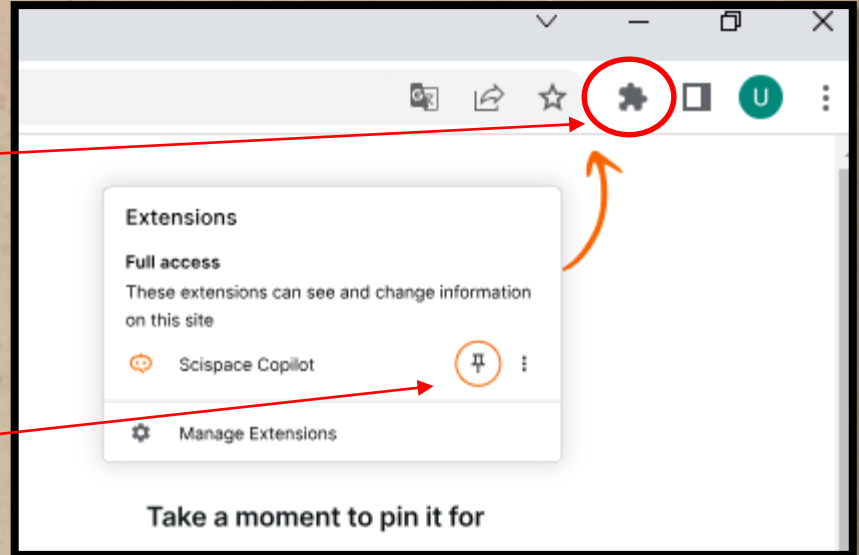 U
Extensions
Full access
These extensions can see and change information
on this site
Scispace Copilot
Manage Extensions
Take a moment to pin it for